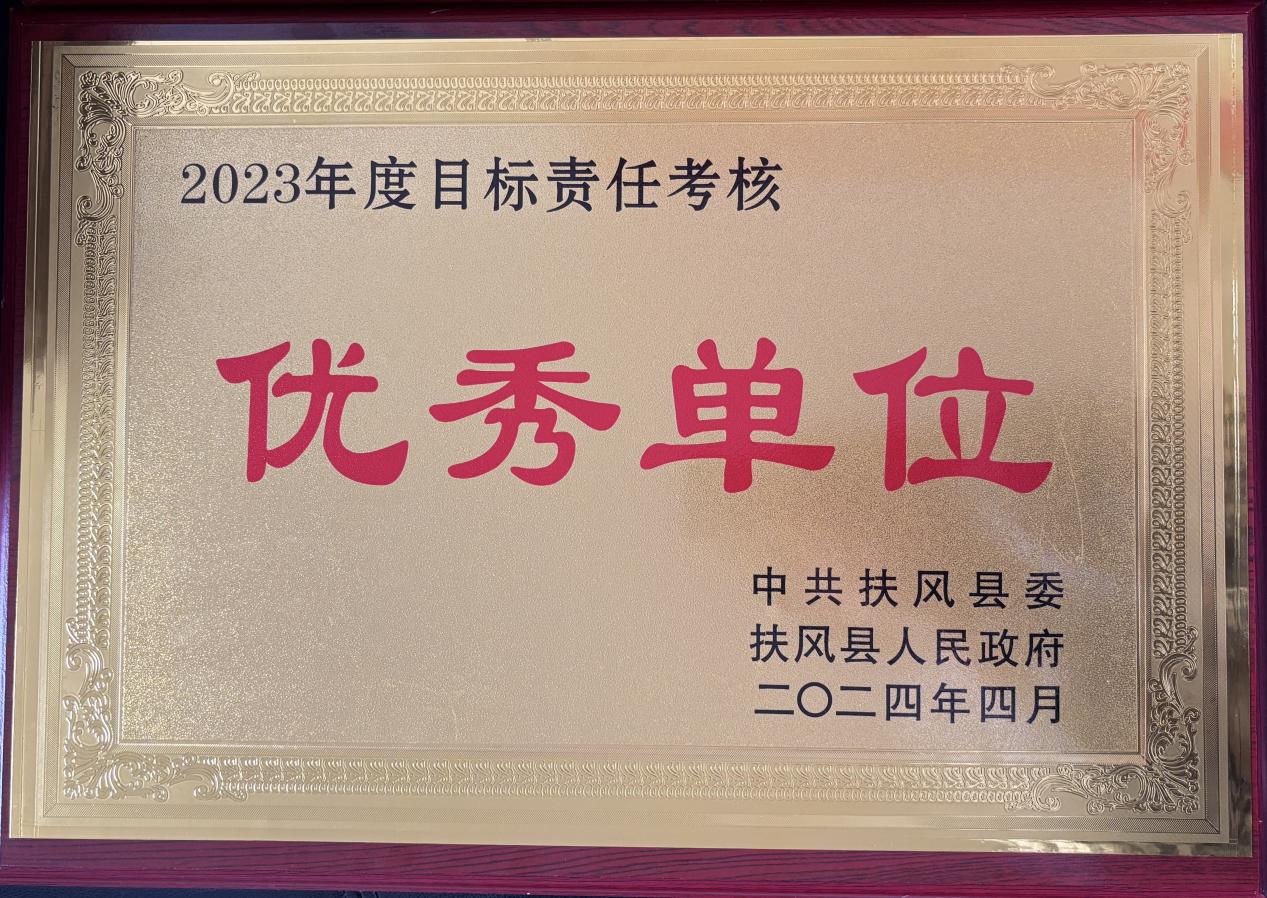 2023年度目标责任考核
优秀单位
中共扶风县委
扶风县人民政府
二〇二四年四月